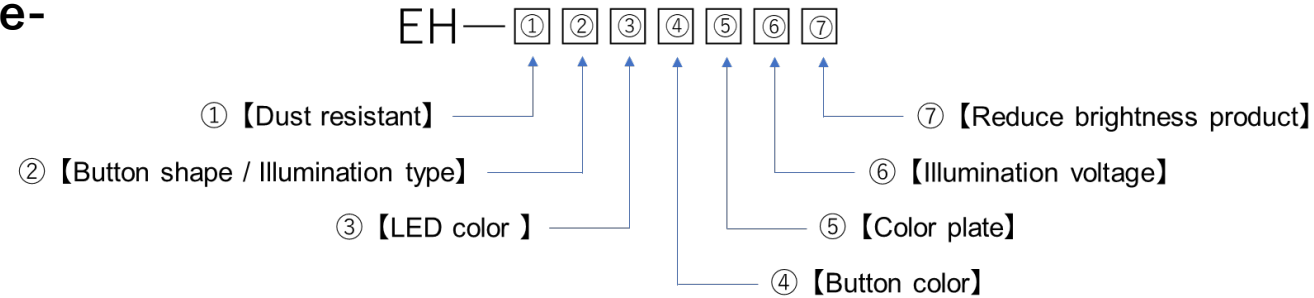 e-
EH—①②③④⑤⑥⑦
①【Dust resistant】
⑦【Reduce brightness product】
②【Button shape / Illumination type】
⑥【Illumination voltage】
③【LED color 】
⑤【Color plate】
④【Button color】